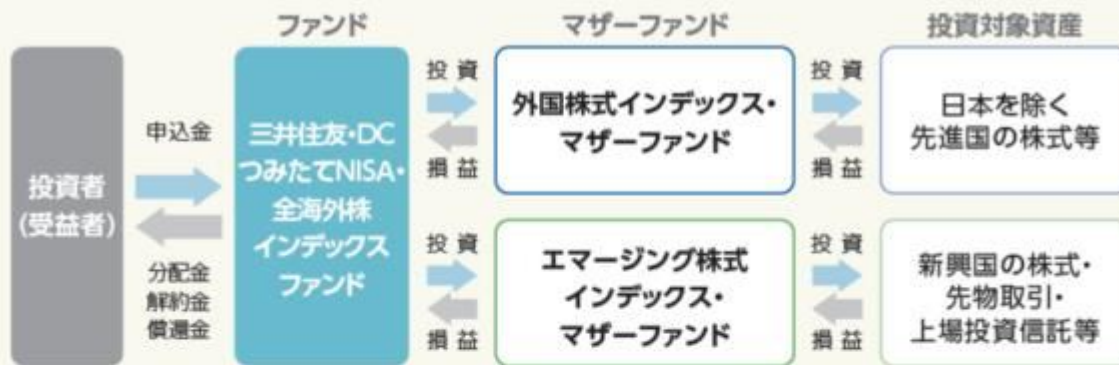 ファンド
マザーファンド
投資対象資産
投資者
(受益者)
申込金
分配金
解約金
償還金
三井住友・DC
つみたてNISA・
全海外株
インデックス
ファンド
投資
損益
外国株式インデックス・
マザーファンド
投資
損益
日本を除く
先進国の株式等
投資
損益
エマージング株式
インデックス・
マザーファンド
投資
損益
新興国の株式・
先物取引・
上場投資信託等